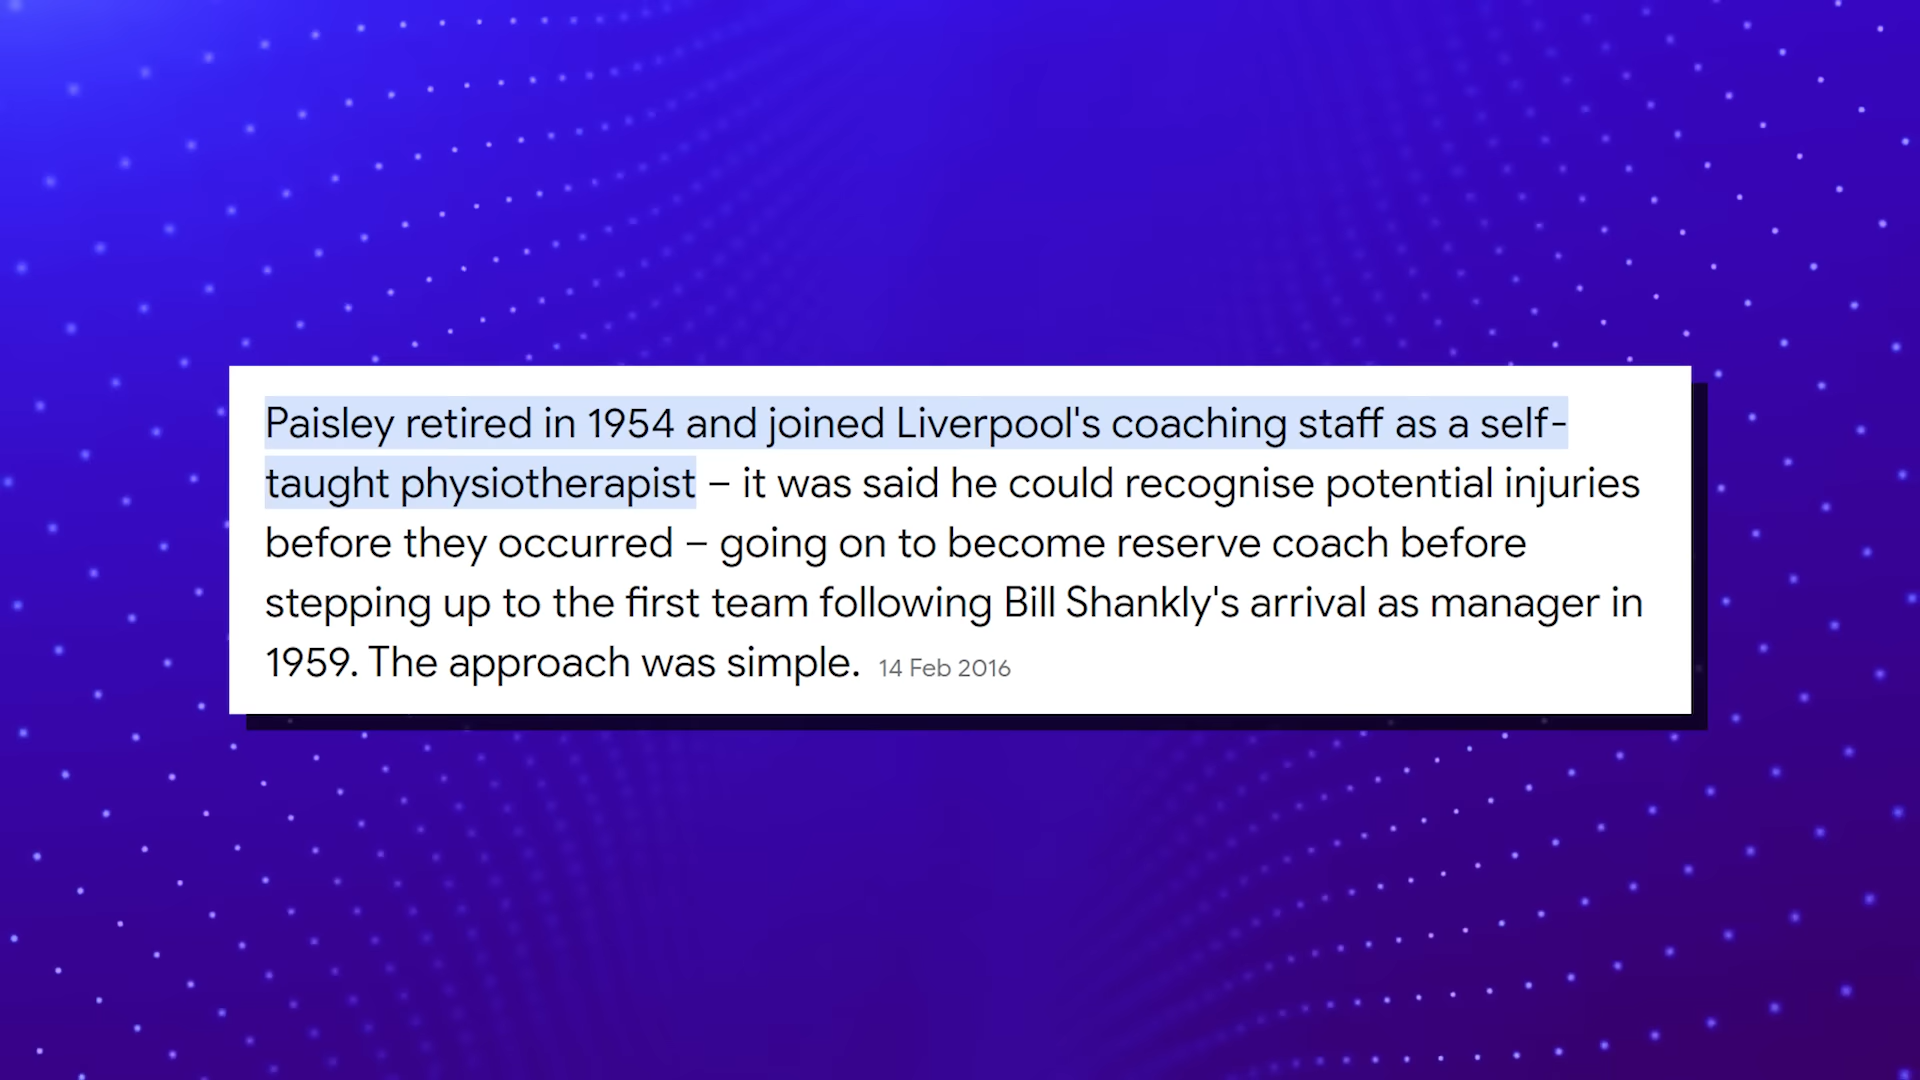 Paisley retired in 1954 and joined Liverpool's coaching staff as a self-
taught physiotherapist – it was said he could recognise potential injuries
before they occurred – going on to become reserve coach before
stepping up to the first team following Bill Shankly's arrival as manager in
1959. The approach was simple. 14 Feb 2016